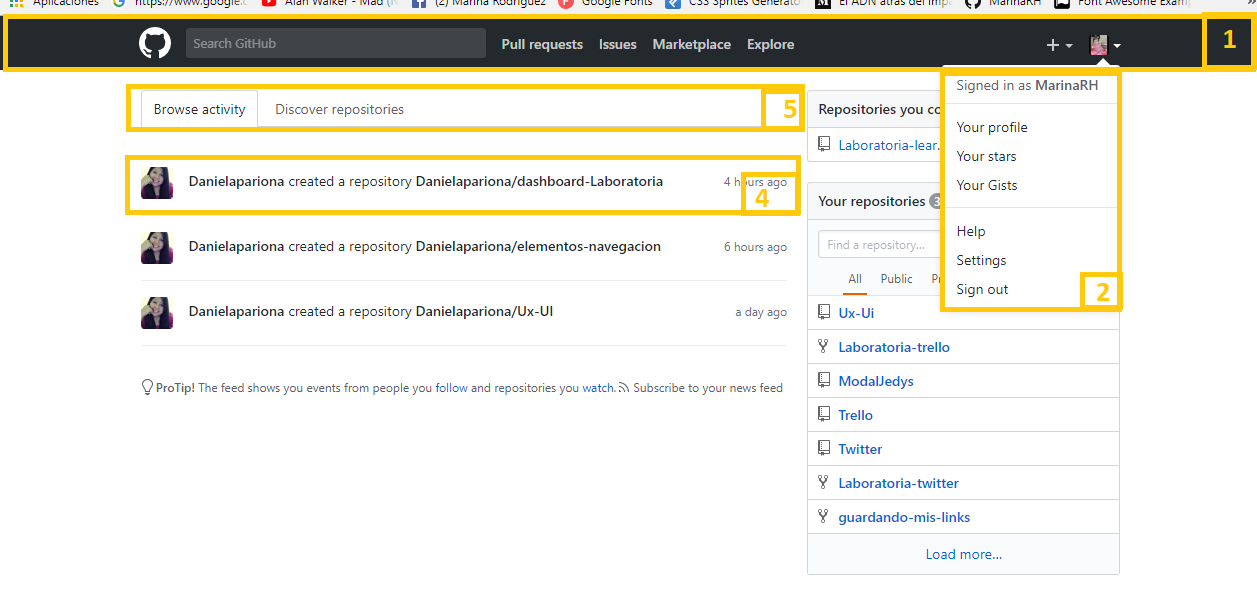 Aplicaciones https://www.google. Alan Walker - Mad (2) Marina Rodriguez Google Fonts CSS Sprites Generato El ADN atras del MarinaRH Font Awesome Examp »
Search GitHub Pull requests Issues Marketplace Explore 1
Signed in as MarinaRH
Browse activity Discover repositories 5 Repositories you co
Your profile
Laboratoria-lear.
Your stars
Danielapariona created a repository Danielapariona/dashboard-Laboratoria 4 hours ago
Your Gists
4 Your repositories 3
Help
Danielapariona created a repository Danielapariona/elementos-navegacion 6 hours ago Find a repository...
Settings
All Public P
Sign out 2
Danielapariona created a repository Danielapariona/Ux-UI a day ago Ux-Ui
Laboratoria-trello
ProTip! The feed shows you events from people you follow and repositories you watch. Subscribe to your news feed ModalJedys
Trello
Twitter
Laboratoria-twitter
guardando-mis-links
Load more...